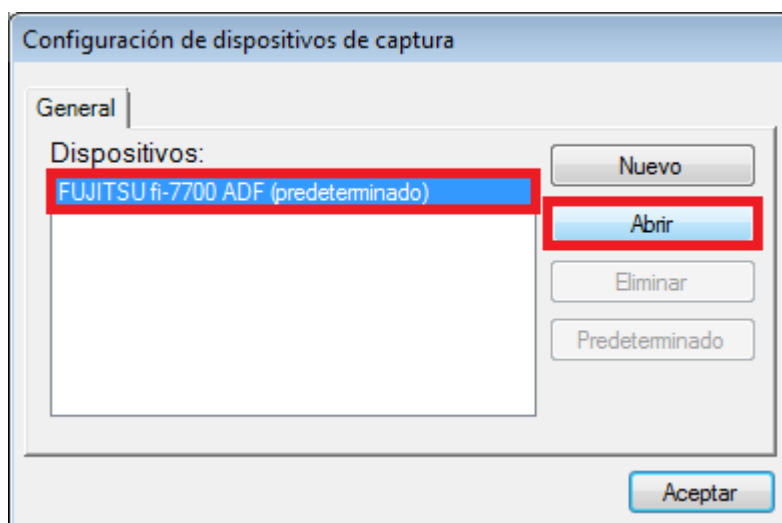 Configuración de dispositivos de captura
General
Dispositivos:
FUJITSU fi-7700 ADF (predeterminado)
Nuevo
Abrir
Eliminar
Predeterminado
Aceptar